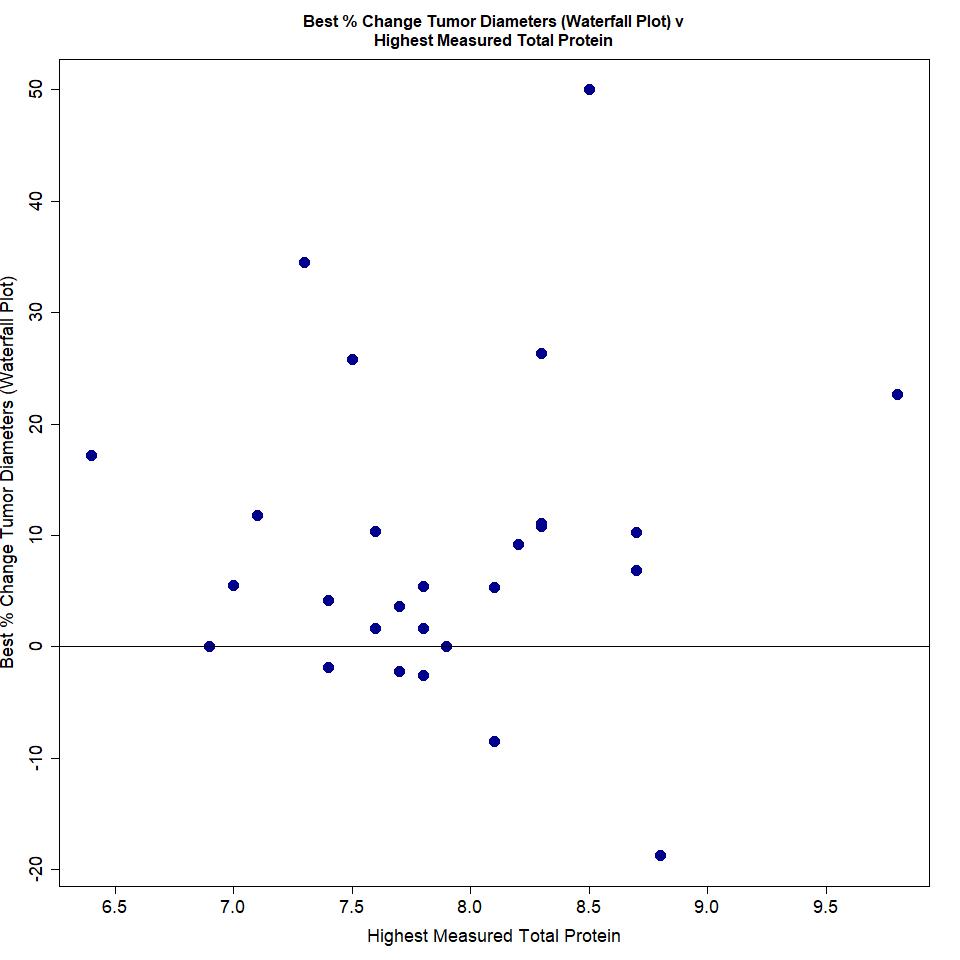 Best % Change Tumor Diameters (Waterfall Plot) v
Highest Measured Total Protein
Best % Change Tumor Diameters (Waterfall Plot)
50
40
30
20
10
0
-10
-20
6.5 7.0 7.5 8.0 8.5 9.0 9.5
Highest Measured Total Protein